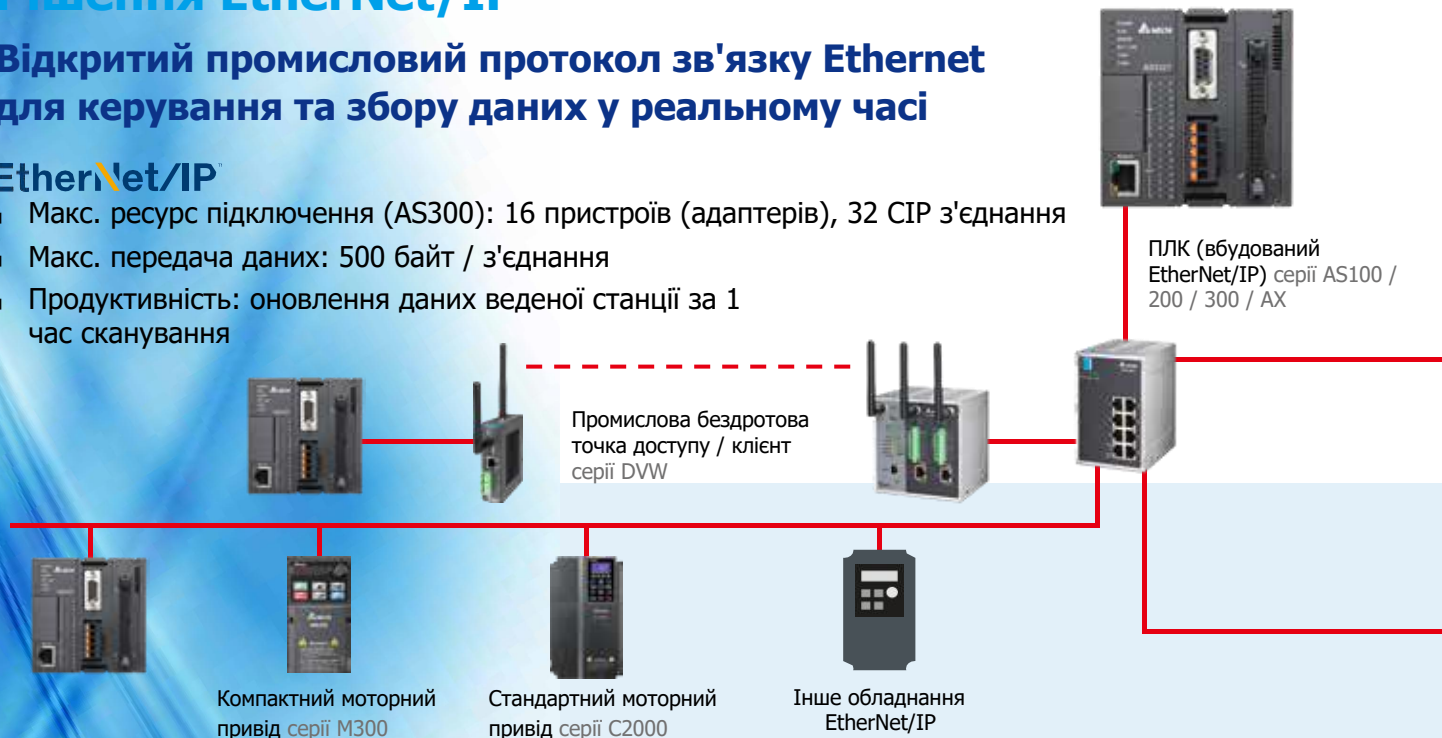 Рішення EtherNet/IP
Відкритий промисловий протокол зв'язку Ethernet
для керування та збору даних у реальному часі
EtherNet/IP
Макс. ресурс підключення (AS300): 16 пристроїв (адаптерів), 32 CIP з'єднання
Макс. передача даних: 500 байт / з'єднання
Продуктивність: оновлення даних веденої станції за 1
час сканування
ПЛК (вбудований
EtherNet/IP) серії AS100 /
200 / 300 / AX
Промислова бездротова
точка доступу / клієнт
серії DVW
Компактний моторний
привід серії M300
Стандартний моторний
привід серії C2000
Інше обладнання
EtherNet/IP